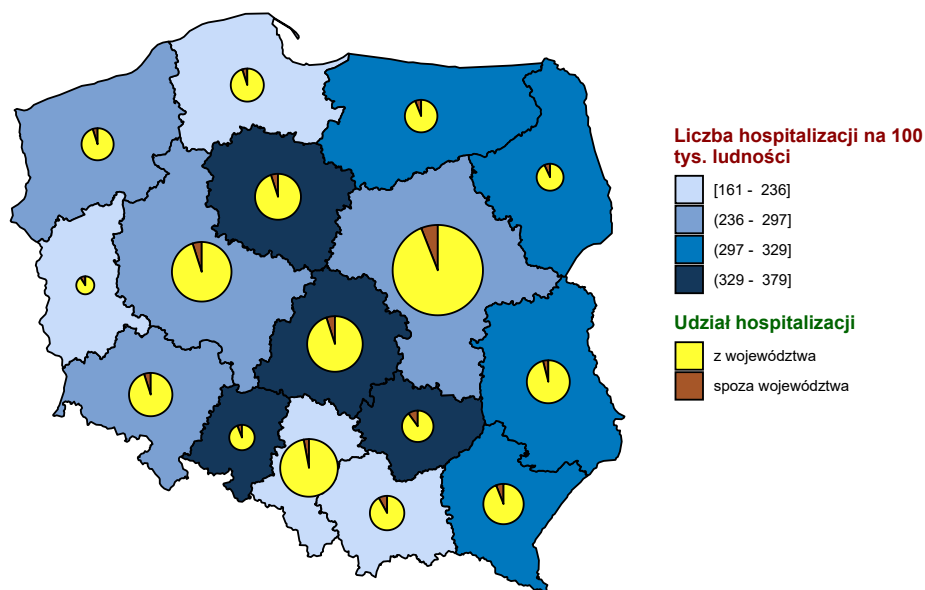 Liczba hospitalizacji na 100
tys. ludności
[161 - 236]
(236 - 297]
(297 - 329]
(329 - 379]
Udział hospitalizacji
z województwa
spoza województwa